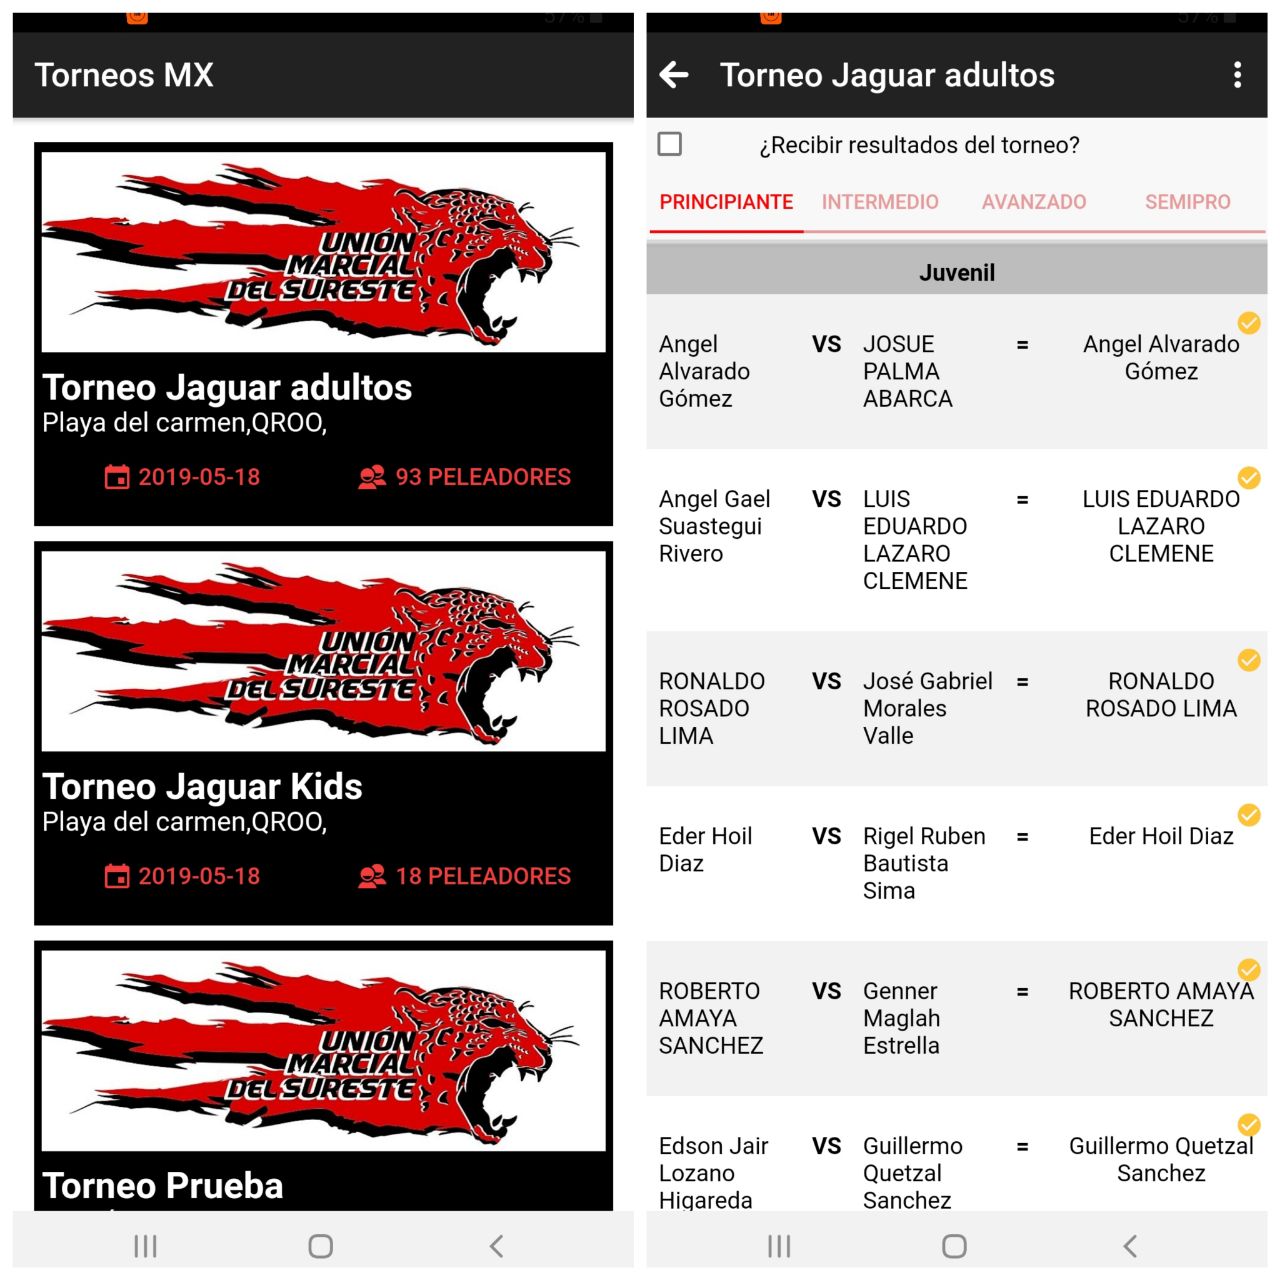 57%
Torneos MX
UNIÓN
MARCIAL
DEL SURESTE
Torneo Jaguar adultos
Playa del carmen,QROO,
2019-05-18
93 PELEADORES
UNIÓN
MARCIAL
DEL SURESTE
Torneo Jaguar Kids
Playa del carmen,QROO,
2019-05-18
18 PELEADORES
UNIÓN
MARCIAL
DEL SURESTE
Torneo Prueba
57%
Torneo Jaguar adultos
¿Recibir resultados del torneo?
PRINCIPIANTE INTERMEDIO AVANZADO SEMIPRO
Juvenil
Angel VS JOSUE = Angel Alvarado
Alvarado PALMA Gómez
Gómez ABARCA
Angel Gael VS LUIS = LUIS EDUARDO
Suastegui EDUARDO LAZARO
Rivero LAZARO CLEMENE
CLEMENE
RONALDO VS José Gabriel = RONALDO
ROSADO Morales ROSADO LIMA
LIMA Valle
Eder Hoil VS Rigel Ruben = Eder Hoil Diaz
Diaz Bautista
Sima
ROBERTO VS Genner = ROBERTO AMAYA
AMAYA Maglah SANCHEZ
SANCHEZ Estrella
Edson Jair VS Guillermo = Guillermo Quetzal
Lozano Quetzal Sanchez
Higareda Sanchez